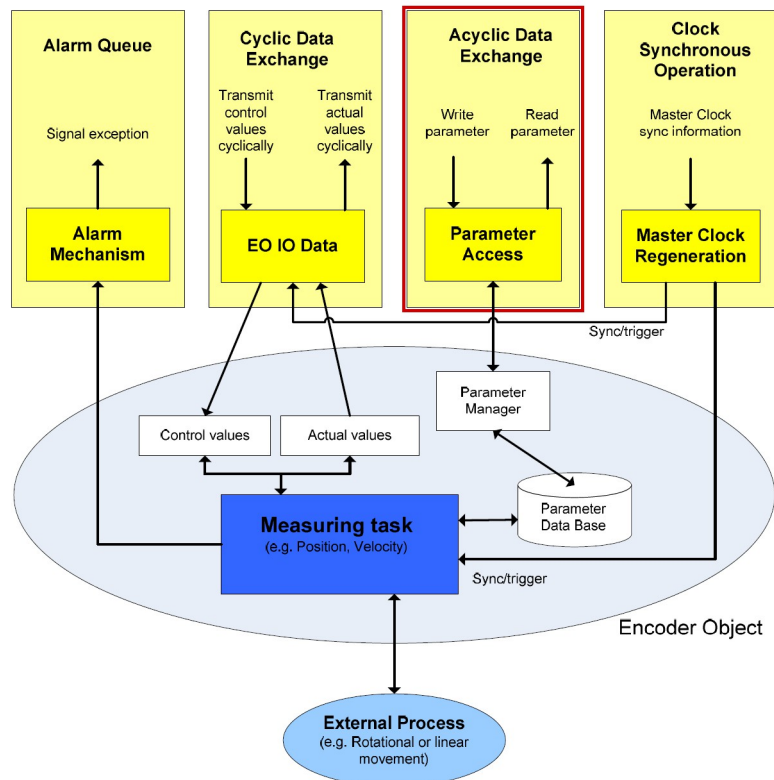 Alarm Queue
Signal exception
Alarm
Mechanism
Cyclic Data
Exchange
Transmit
control
values
cyclically
Transmit
actual
values
cyclically
EO IO Data
Acyclic Data
Exchange
Write
parameter
Read
parameter
Parameter
Access
Clock
Synchronous
Operation
Master Clock
sync information
Master Clock
Regeneration
Sync/trigger
Parameter
Manager
Control values
Actual values
Parameter
Data Base
Measuring task
(e.g. Position, Velocity)
Sync/trigger
Encoder Object
External Process
(e.g. Rotational or linear
movement)